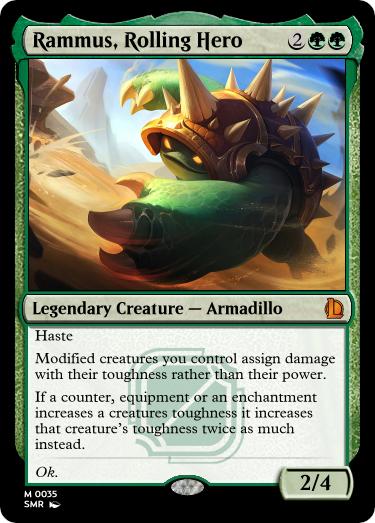 Rammus, Rolling Hero 2
Legendary Creature — Armadillo
Haste
Modified creatures you control assign damage
with their toughness rather than their power.
If a counter, equipment or an enchantment
increases a creatures toughness it increases
that creature's toughness twice as much
instead.
Ok.
2/4
M 0035
SMR